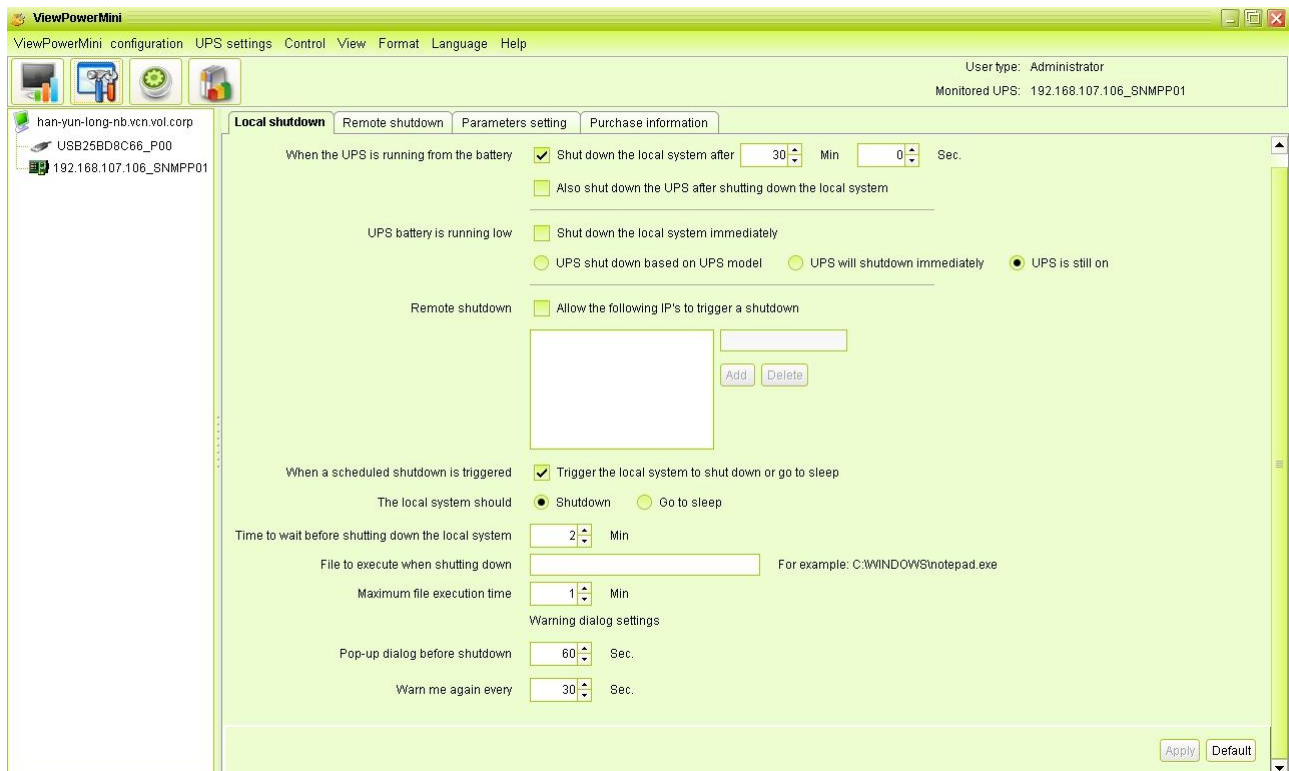 ViewPowerMini
ViewPowerMini configuration UPS settings Control View Format Language Help
User type: Administrator
Monitored UPS: 192.168.107.106_SNMPP01
han-yun-long-nb.vcn.vol.corp
USB25BD8C66_P00
192.168.107.106_SNMPP01
Local shutdown Remote shutdown Parameters setting Purchase information
When the UPS is running from the battery Shut down the local system after 30 Min 0 Sec.
Also shut down the UPS after shutting down the local system
UPS battery is running low Shut down the local system immediately
UPS shut down based on UPS model UPS will shutdown immediately UPS is still on
Remote shutdown Allow the following IP's to trigger a shutdown
Add Delete
When a scheduled shutdown is triggered Trigger the local system to shut down or go to sleep
The local system should Shutdown Go to sleep
Time to wait before shutting down the local system 2 Min
File to execute when shutting down For example: C:\WINDOWS\notepad.exe
Maximum file execution time 1 Min
Warning dialog settings
Pop-up dialog before shutdown 60 Sec.
Warn me again every 30 Sec.
Apply Default